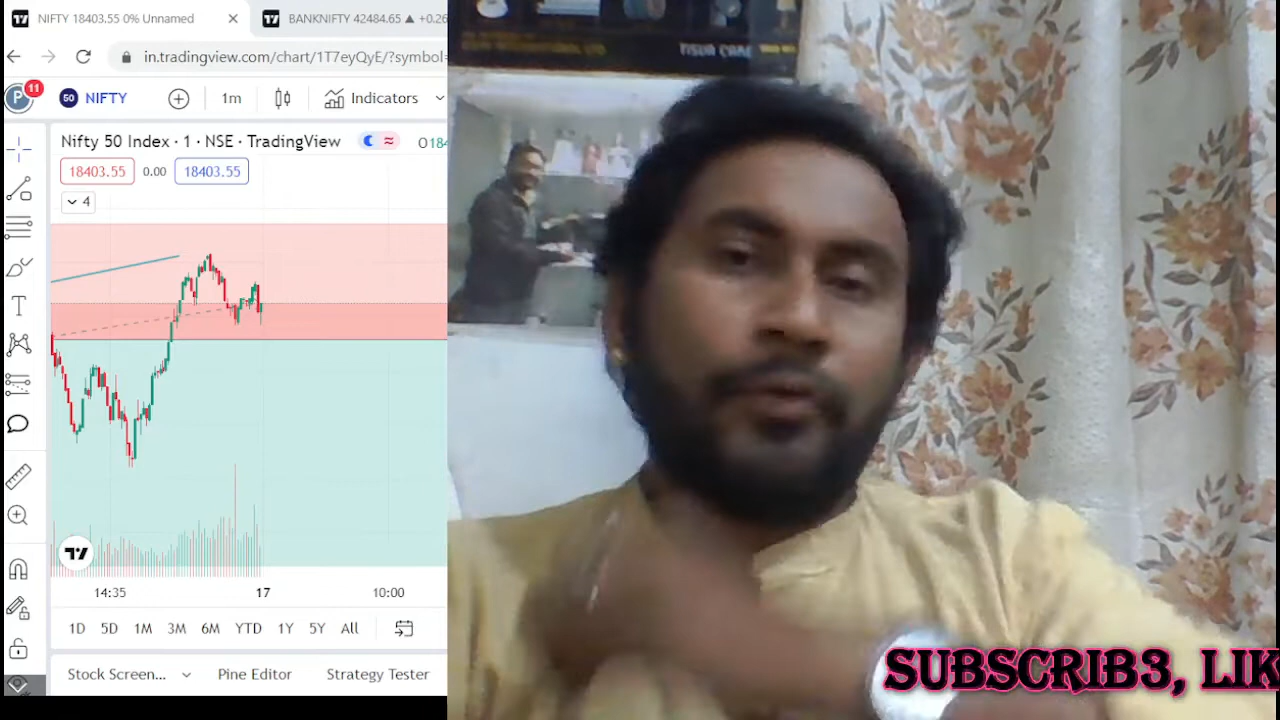 NIFTY 18403.55 0% Unnamed
BANKNIFTY 42484.65 ▲ +0.26
in.tradingview.com/chart/1T7eyQyE/?symbol=
P 11 50 NIFTY 1m Indicators
Nifty 50 Index · 1 · NSE · TradingView O184
18403.55 0.00 18403.55
4
14:35 17 10:00
1D 5D 1M 3M 6M YTD 1Y 5Y All
Stock Screen... Pine Editor Strategy Tester
SUBSCRIB3, LIK